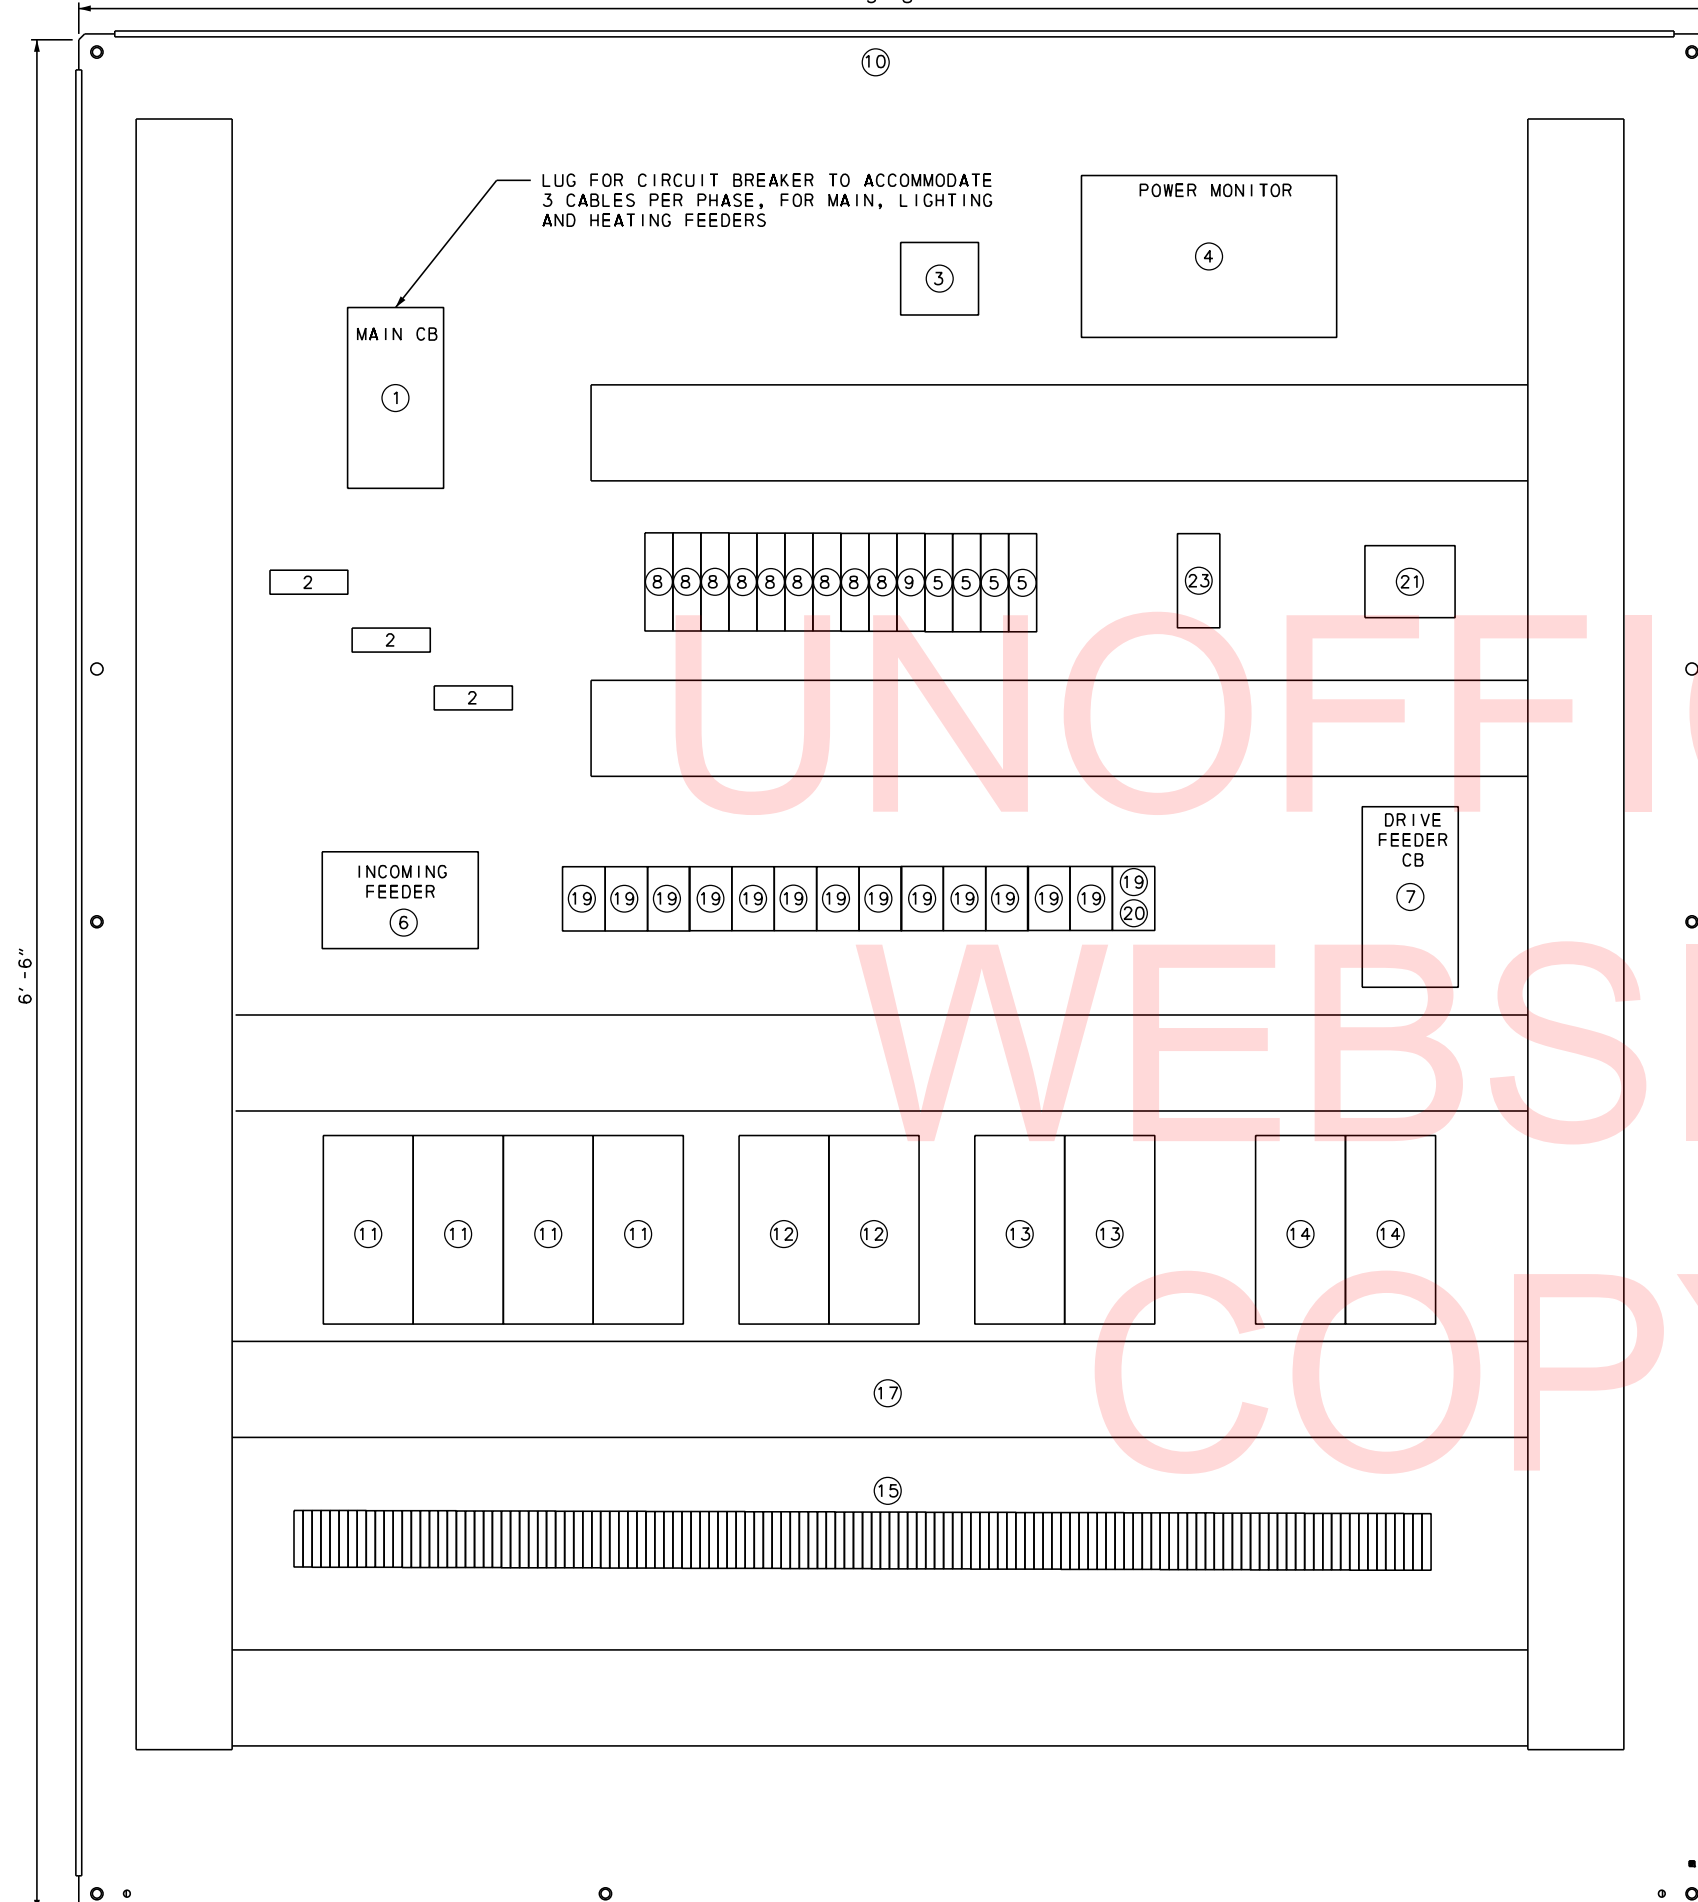 10
LUG FOR CIRCUIT BREAKER TO ACCOMMODATE
3 CABLES PER PHASE, FOR MAIN, LIGHTING
AND HEATING FEEDERS
POWER MONITOR
4
3
MAIN CB
1
8 8 8 8 8 8 8 8 8 9 5 5 5 5
23
21
2
2
2
UNOFFI
DRIVE
FEEDER
CB
7
INCOMING
FEEDER
6
19 19 19 19 19 19 19 19 19 19 19 19 19 19
20
6'-6"
WEBSI
11 11 11 11 12 12 13 13 14 14
COPY
17
15